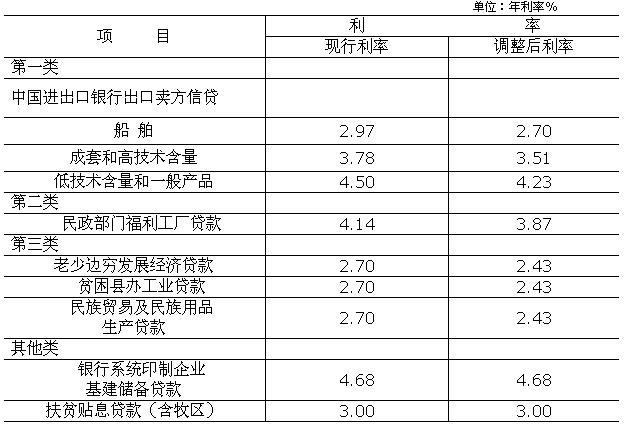 单位：年利率％
项 目 利 率
现行利率 调整后利率
第一类
中国进出口银行出口卖方信贷
船 舶 2.97 2.70
成套和高技术含量 3.78 3.51
低技术含量和一般产品 4.50 4.23
第二类
民政部门福利工厂贷款 4.14 3.87
第三类
老少边穷发展经济贷款 2.70 2.43
贫困县办工业贷款 2.70 2.43
民族贸易及民族用品
生产贷款 2.70 2.43
其他类
银行系统印制企业
基建储备贷款 4.68 4.68
扶贫贴息贷款（含牧区） 3.00 3.00